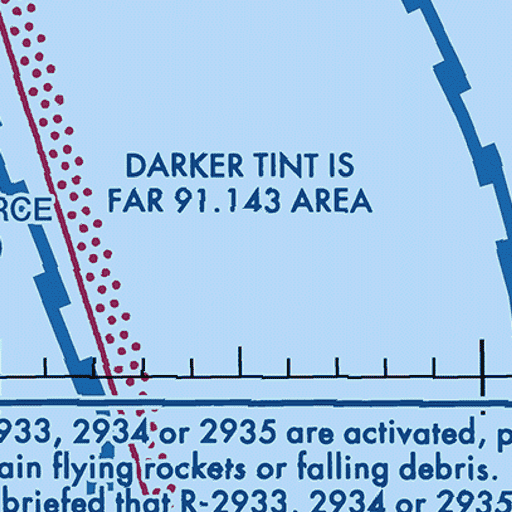 DARKER TINT IS
FAR 91.143 AREA
RCE
933, 2934 or 2935 are activated, p
ain flying rockets or falling debris.
briefed that R-2933, 2934 or 2935